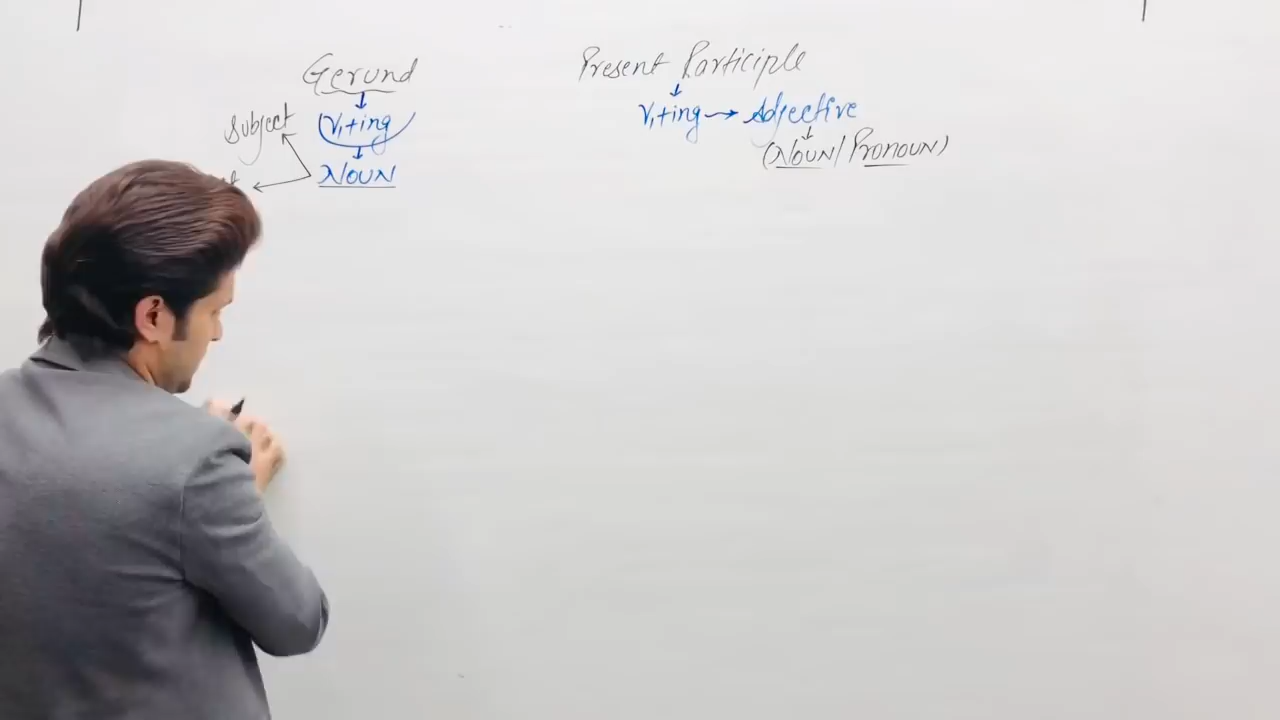 Gerund
Present Participle
Subject
V1+ing
V1+ing → Adjective
(Noun/Pronoun)
Noun